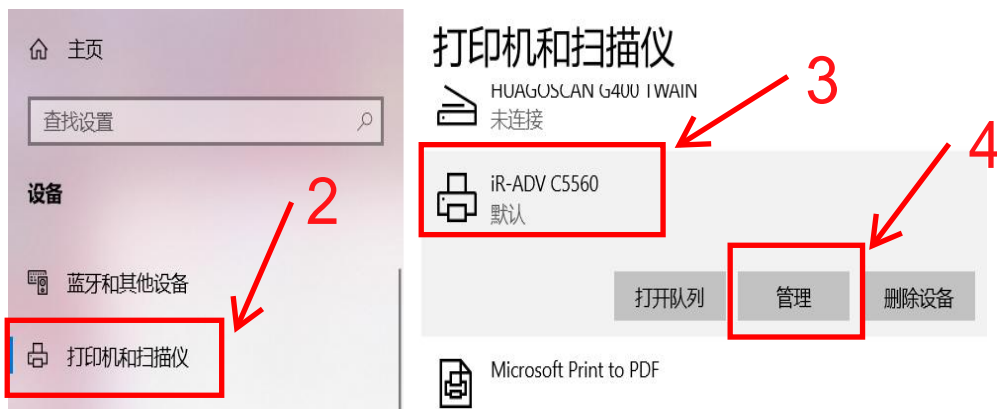 主页
查找设置
设备
2
蓝牙和其他设备
打印机和扫描仪
打印机和扫描仪
3
HUAGOSCAN G400 TWAIN
未连接
4
iR-ADV C5560
默认
打开队列
管理
删除设备
Microsoft Print to PDF